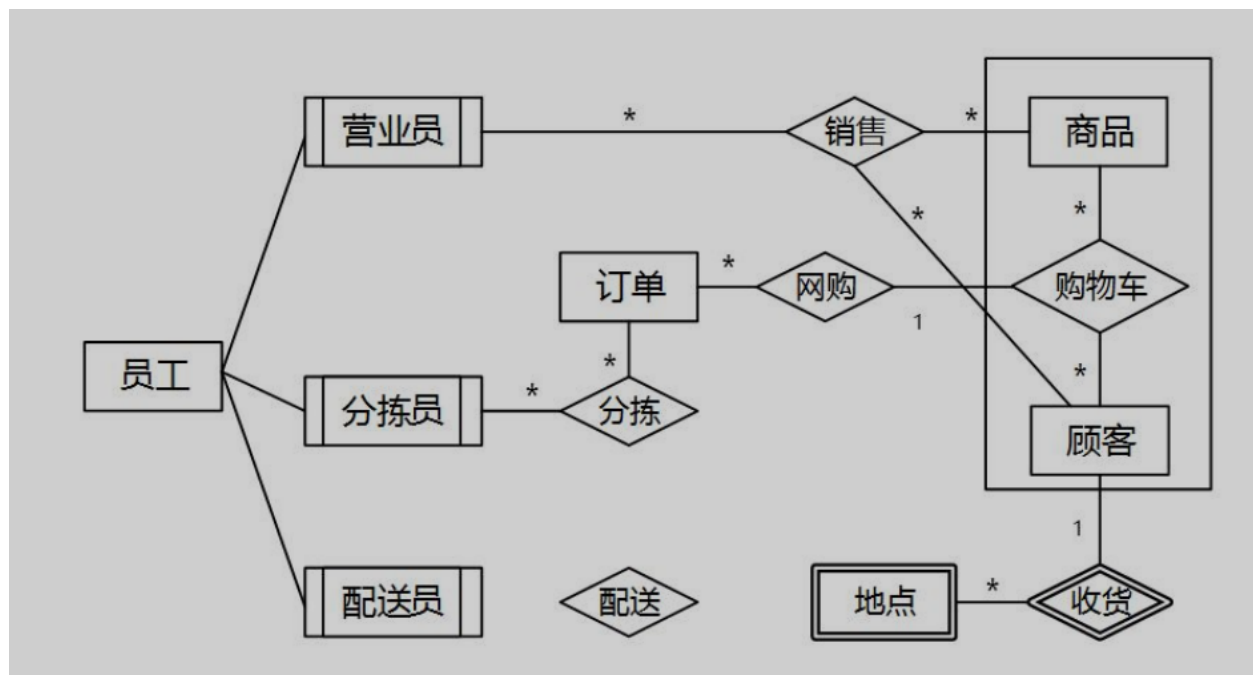 营业员
*
销售
*
商品
*
*
订单
*
网购
1
购物车
*
*
员工
分拣员
*
分拣
顾客
1
配送员
配送
地点
*
收货